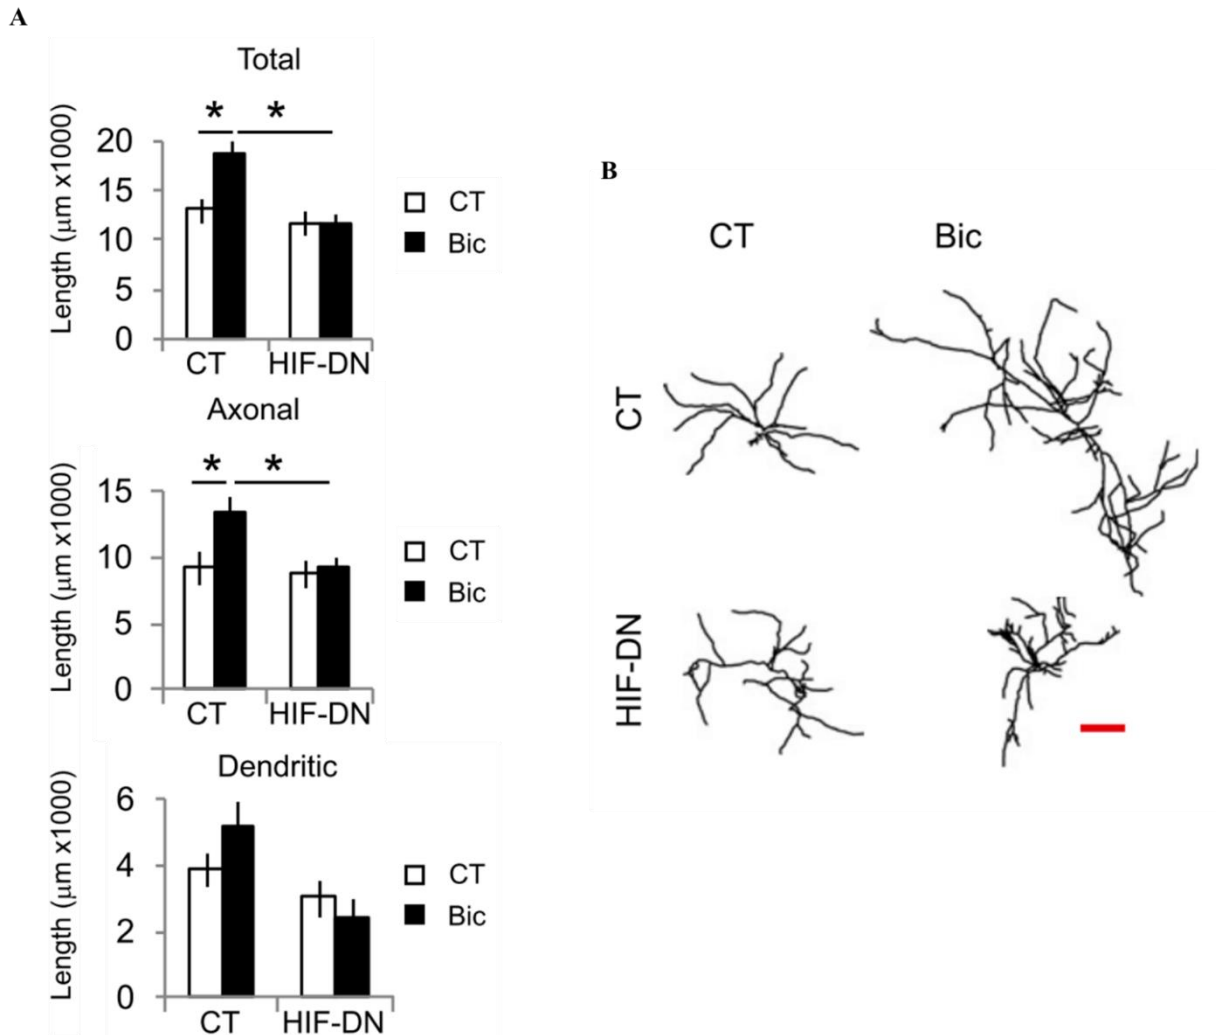 A
Total
Length (μm x1000)
20
15
10
5
0
* *
CT
HIF-DN
CT
Bic
Axonal
Length (μm x1000)
15
10
5
0
* *
CT
HIF-DN
CT
Bic
Dendritic
Length (μm x1000)
6
4
2
0
CT
HIF-DN
CT
Bic
B
CT
Bic
CT
HIF-DN